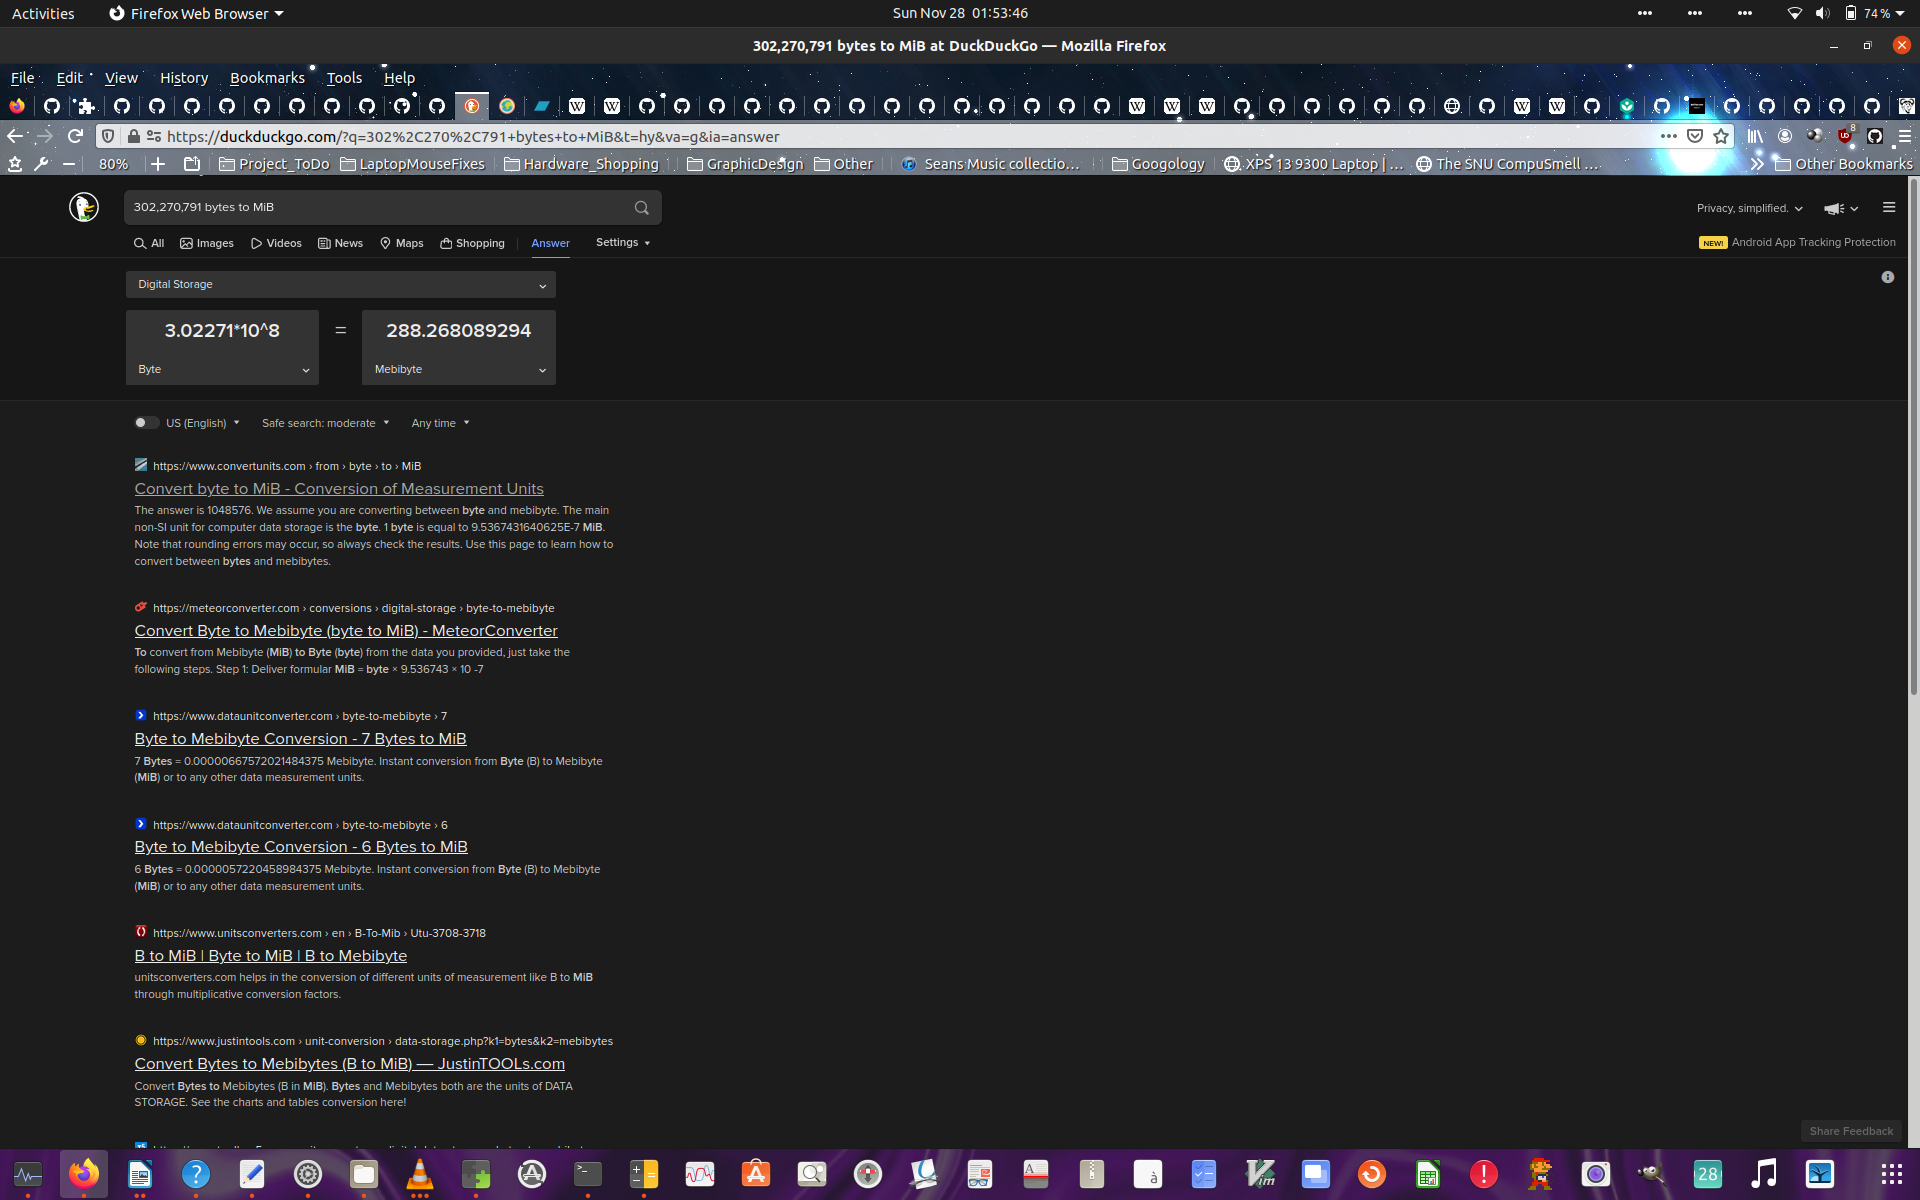 Activities
Firefox Web Browser
Sun Nov 28 01:53:46
74%
302,270,791 bytes to MiB at DuckDuckGo — Mozilla Firefox
File Edit View History Bookmarks Tools Help
https://duckduckgo.com/?q=302%2C270%2C791+bytes+to+MiB&t=hy&va=g&ia=answer
8
80%
Project_ToDo
LaptopMouseFixes
Hardware_Shopping
GraphicDesign
Other
Seans Music collectio...
Googology
XPS 13 9300 Laptop | ...
The SNU CompuSmell ...
Other Bookmarks
302,270,791 bytes to MiB
Privacy, simplified.
All Images Videos News Maps Shopping Answer Settings
NEW! Android App Tracking Protection
Digital Storage
3.02271*10^8 = 288.268089294
Byte Mebibyte
US (English) Safe search: moderate Any time
https://www.convertunits.com › from › byte › to › MiB
Convert byte to MiB - Conversion of Measurement Units
The answer is 1048576. We assume you are converting between byte and mebibyte. The main
non-SI unit for computer data storage is the byte. 1 byte is equal to 9.5367431640625E-7 MiB.
Note that rounding errors may occur, so always check the results. Use this page to learn how to
convert between bytes and mebibytes.
https://meteorconverter.com › conversions › digital-storage › byte-to-mebibyte
Convert Byte to Mebibyte (byte to MiB) - MeteorConverter
To convert from Mebibyte (MiB) to Byte (byte) from the data you provided, just take the
following steps. Step 1: Deliver formular MiB = byte × 9.536743 × 10 -7
https://www.dataunitconverter.com › byte-to-mebibyte › 7
Byte to Mebibyte Conversion - 7 Bytes to MiB
7 Bytes = 0.00000667572021484375 Mebibyte. Instant conversion from Byte (B) to Mebibyte
(MiB) or to any other data measurement units.
https://www.dataunitconverter.com › byte-to-mebibyte › 6
Byte to Mebibyte Conversion - 6 Bytes to MiB
6 Bytes = 0.0000057220458984375 Mebibyte. Instant conversion from Byte (B) to Mebibyte
(MiB) or to any other data measurement units.
https://www.unitsconverters.com › en › B-To-Mib › Utu-3708-3718
B to MiB | Byte to MiB | B to Mebibyte
unitsconverters.com helps in the conversion of different units of measurement like B to MiB
through multiplicative conversion factors.
https://www.justintools.com › unit-conversion › data-storage.php?k1=bytes&k2=mebibytes
Convert Bytes to Mebibytes (B to MiB) — JustinTOOLs.com
Convert Bytes to Mebibytes (B in MiB). Bytes and Mebibytes both are the units of DATA
STORAGE. See the charts and tables conversion here!
Share Feedback
28